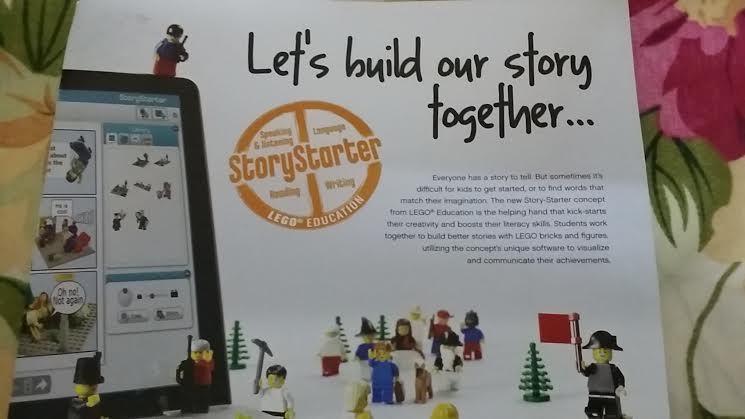 Let's build our story
together...
StoryStarter
Library
Speaking
& listening
Language
StoryStarter
Reading
Writing
LEGO® EDUCATION
Everyone has a story to tell. But sometimes it's
difficult for kids to get started, or to find words that
match their imagination. The new Story-Starter concept
from LEGO® Education is the helping hand that kick-starts
their creativity and boosts their literacy skills. Students work
together to build better stories with LEGO bricks and figures,
utilizing the concept's unique software to visualize
and communicate their achievements.
Oh no!
Not again